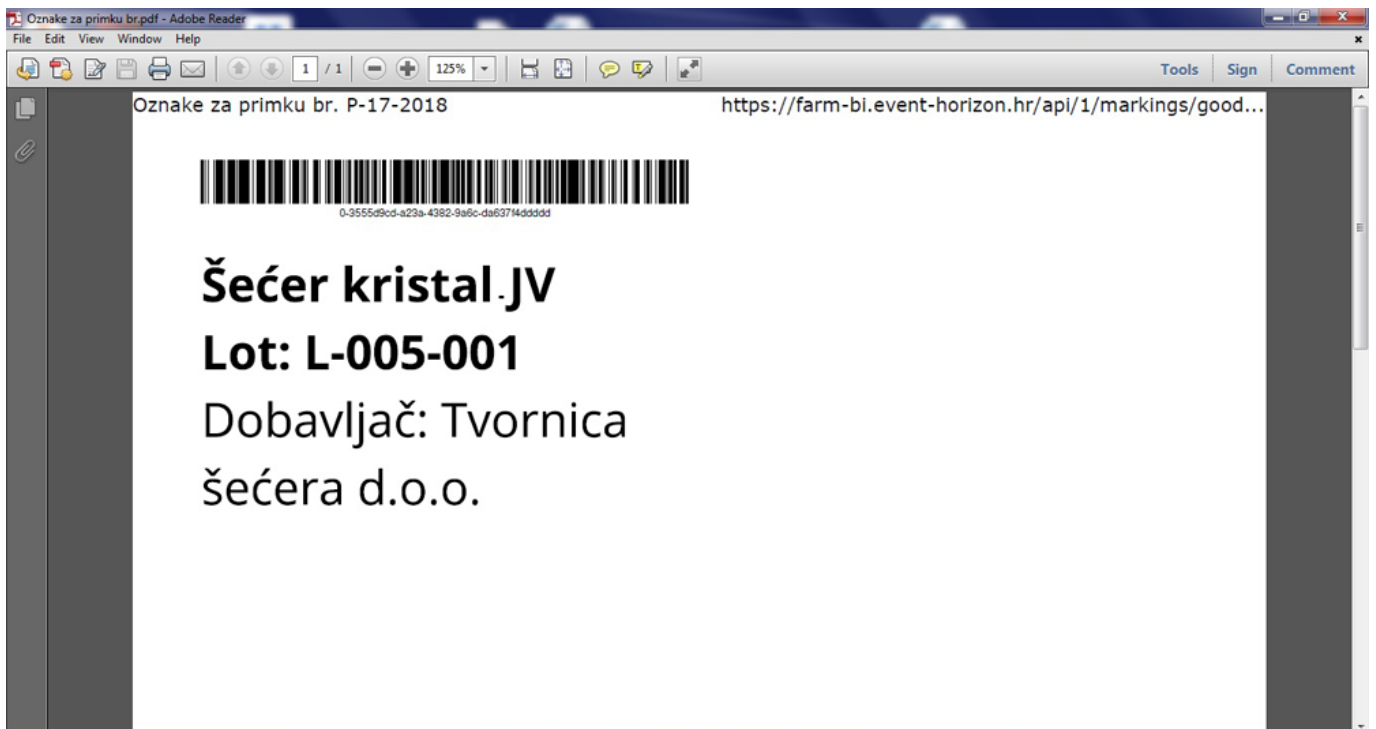 Oznake za primku br.pdf - Adobe Reader
File Edit View Window Help
1 / 1 125% Tools Sign Comment
Oznake za primku br. P-17-2018 https://farm-bi.event-horizon.hr/api/1/markings/good...
0-3555d9cd-a23a-4382-9a6c-da637f4ddddd
Šećer kristal - JV
Lot: L-005-001
Dobavljač: Tvornica
šećera d.o.o.